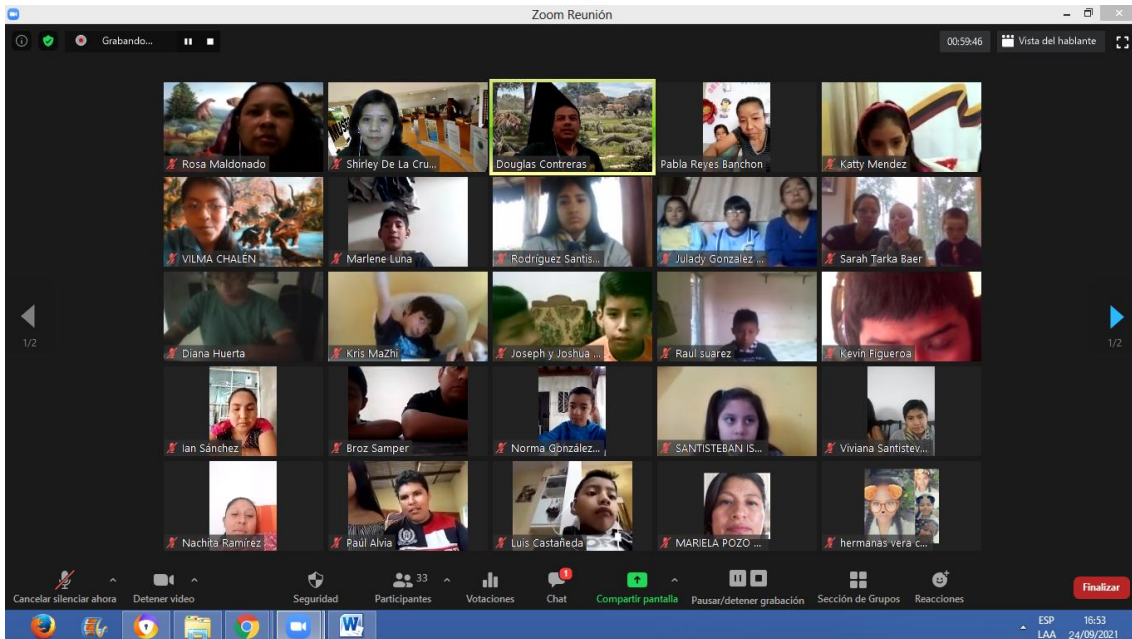 Zoom Reunión
Grabando...
00:59:46
Vista del hablante
Rosa Maldonado
Shirley De La Cru...
Douglas Contreras
Pabla Reyes Banchon
Katty Mendez
VILMA CHALÉN
Marlene Luna
Rodríguez Santis...
Julady Gonzalez ...
Sarah Tarka Baer
1/2
1/2
Diana Huerta
Kris MaZhi
Joseph y Joshua ...
Raul suarez
Kevin Figueroa
Ian Sánchez
Broz Samper
Norma González...
SANTISTEBAN IS...
Viviana Santistev...
Nachita Ramírez
Paúl Alvia
Luis Castañeda
MARIELA POZO ...
hermanas vera c...
33
1
Cancelar silenciar ahora
Detener video
Seguridad
Participantes
Votaciones
Chat
Compartir pantalla
Pausar/detener grabación
Sección de Grupos
Reacciones
Finalizar
ESP
16:53
LAA
24/09/2021